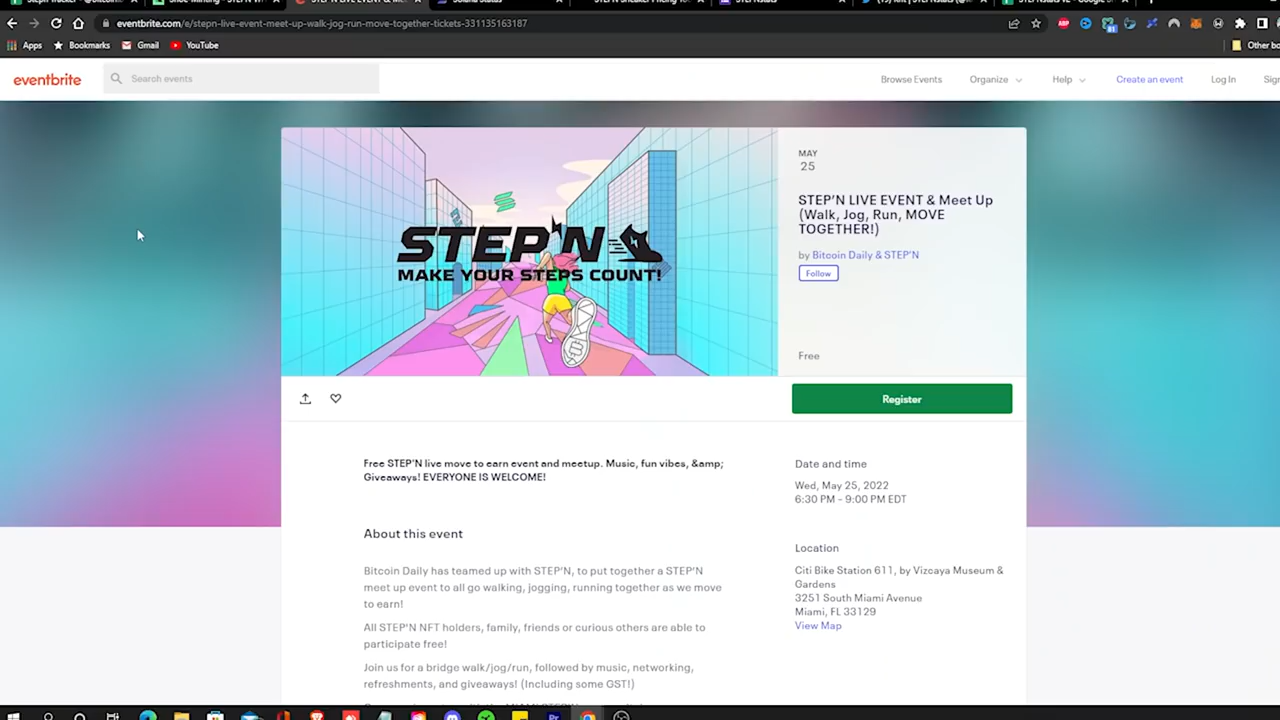 eventbrite.com/e/stepn-live-event-meet-up-walk-jog-run-move-together-tickets-331135163187
Apps Bookmarks Gmail YouTube
eventbrite Search events Browse Events Organize Help Create an event Log In
MAY
25
STEP'N LIVE EVENT & Meet Up
(Walk, Jog, Run, MOVE
TOGETHER!)
by Bitcoin Daily & STEP'N
Follow
STEP'N
MAKE YOUR STEPS COUNT!
Free
Register
Free STEP'N live move to earn event and meetup. Music, fun vibes, &amp;
Giveaways! EVERYONE IS WELCOME!
About this event
Bitcoin Daily has teamed up with STEP'N, to put together a STEP'N
meet up event to all go walking, jogging, running together as we move
to earn!
All STEP'N NFT holders, family, friends or curious others are able to
participate free!
Join us for a bridge walk/jog/run, followed by music, networking,
refreshments, and giveaways! (Including some GST!)
Date and time
Wed, May 25, 2022
6:30 PM – 9:00 PM EDT
Location
Citi Bike Station 611, by Vizcaya Museum &
Gardens
3251 South Miami Avenue
Miami, FL 33129
View Map